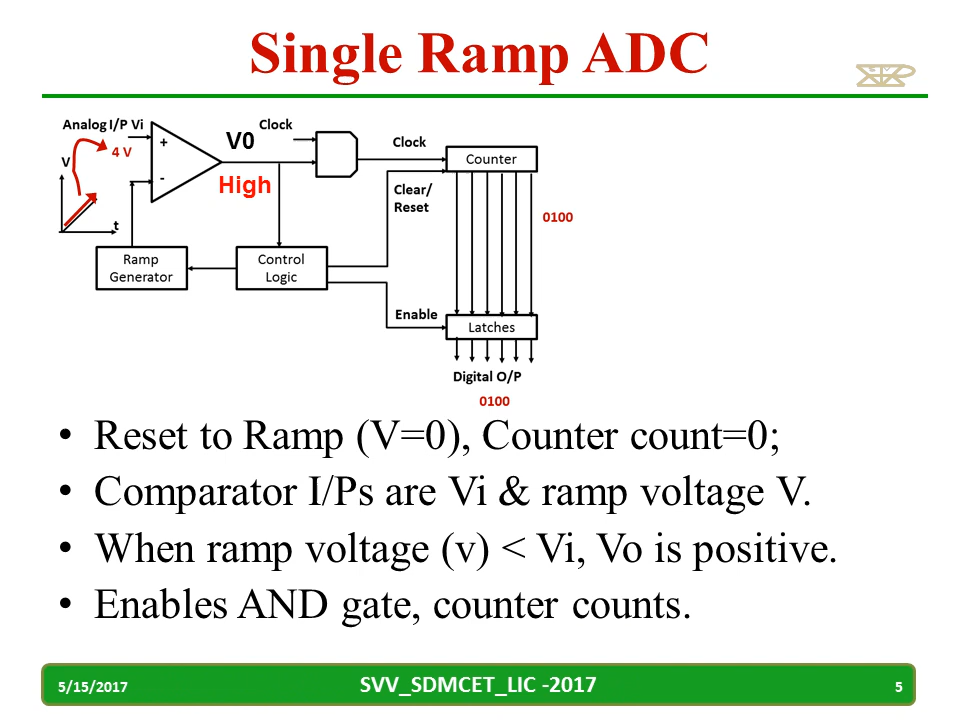 Single Ramp ADC
Analog I/P Vi
4 V
V
t
+
-
V0
High
Clock
Clock
Counter
Clear/
Reset
0100
Ramp
Generator
Control
Logic
Enable
Latches
Digital O/P
0100
• Reset to Ramp (V=0), Counter count=0;
• Comparator I/Ps are Vi & ramp voltage V.
• When ramp voltage (v) < Vi, Vo is positive.
• Enables AND gate, counter counts.
5/15/2017
SVV_SDMCET_LIC -2017
5